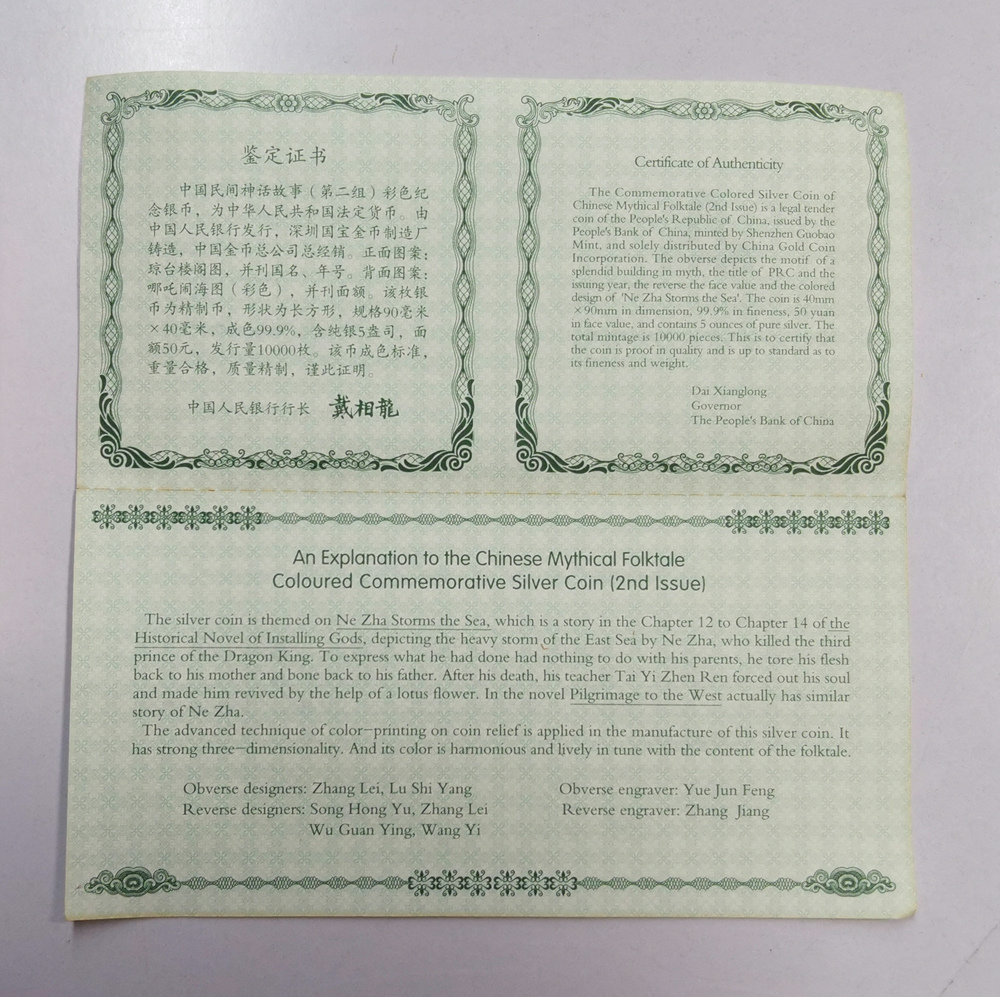 鉴定证书
中国民间神话故事（第二组）彩色纪
念银币，为中华人民共和国法定货币。由
中国人民银行发行，深圳国宝金币制造厂
铸造，中国金币总公司总经销。正面图案：
琼台楼阁图，并刊国名、年号。背面图案：
哪吒闹海图（彩色），并刊面额。该枚银
币为精制币，形状为长方形，规格90毫米
×40毫米，成色99.9%，含纯银5盎司，面
额50元，发行量10000枚。该币成色标准，
重量合格，质量精制，谨此证明。
中国人民银行行长 戴相龍
Certificate of Authenticity
The Commemorative Colored Silver Coin of
Chinese Mythical Folktale (2nd Issue) is a legal tender
coin of the People's Republic of China, issued by the
People's Bank of China, minted by Shenzhen Guobao
Mint, and solely distributed by China Gold Coin
Incorporation. The obverse depicts the motif of a
splendid building in myth, the title of PRC and the
issuing year, the reverse the face value and the colored
design of 'Ne Zha Storms the Sea'. The coin is 40mm
×90mm in dimension, 99.9% in fineness, 50 yuan
in face value, and contains 5 ounces of pure silver. The
total mintage is 10000 pieces. This is to certify that
the coin is proof in quality and is up to standard as to
its fineness and weight.
Dai Xianglong
Governor
The People's Bank of China
An Explanation to the Chinese Mythical Folktale
Coloured Commemorative Silver Coin (2nd Issue)
The silver coin is themed on Ne Zha Storms the Sea, which is a story in the Chapter 12 to Chapter 14 of the
Historical Novel of Installing Gods, depicting the heavy storm of the East Sea by Ne Zha, who killed the third
prince of the Dragon King. To express what he had done had nothing to do with his parents, he tore his flesh
back to his mother and bone back to his father. After his death, his teacher Tai Yi Zhen Ren forced out his soul
and made him revived by the help of a lotus flower. In the novel Pilgrimage to the West actually has similar
story of Ne Zha.
The advanced technique of color-printing on coin relief is applied in the manufacture of this silver coin. It
has strong three-dimensionality. And its color is harmonious and lively in tune with the content of the folktale.
Obverse designers: Zhang Lei, Lu Shi Yang
Obverse engraver: Yue Jun Feng
Reverse designers: Song Hong Yu, Zhang Lei
Reverse engraver: Zhang Jiang
Wu Guan Ying, Wang Yi